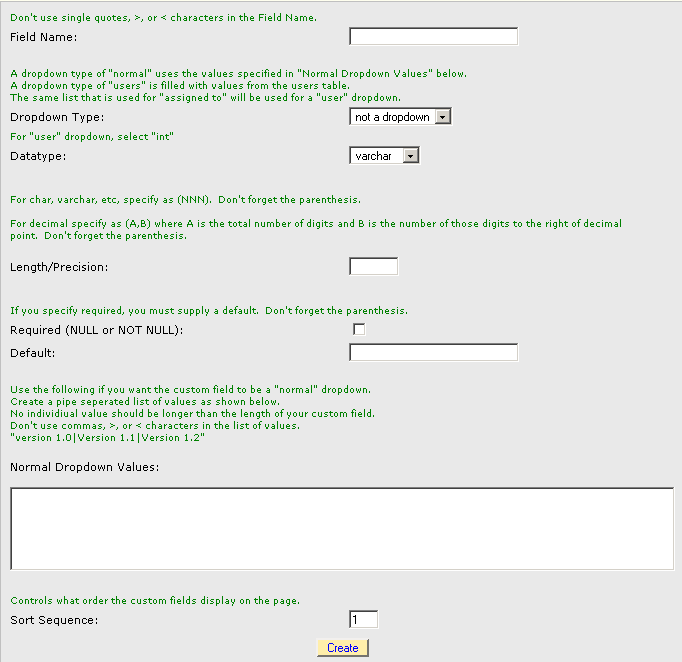 Don't use single quotes, >, or < characters in the Field Name.
Field Name:
A dropdown type of "normal" uses the values specified in "Normal Dropdown Values" below.
A dropdown type of "users" is filled with values from the users table.
The same list that is used for "assigned to" will be used for a "user" dropdown.
Dropdown Type: not a dropdown
For "user" dropdown, select "int"
Datatype: varchar
For char, varchar, etc, specify as (NNN). Don't forget the parenthesis.
For decimal specify as (A,B) where A is the total number of digits and B is the number of those digits to the right of decimal
point. Don't forget the parenthesis.
Length/Precision:
If you specify required, you must supply a default. Don't forget the parenthesis.
Required (NULL or NOT NULL):
Default:
Use the following if you want the custom field to be a "normal" dropdown.
Create a pipe seperated list of values as shown below.
No individiual value should be longer than the length of your custom field.
Don't use commas, >, or < characters in the list of values.
"version 1.0|Version 1.1|Version 1.2"
Normal Dropdown Values:
Controls what order the custom fields display on the page.
Sort Sequence: 1
Create